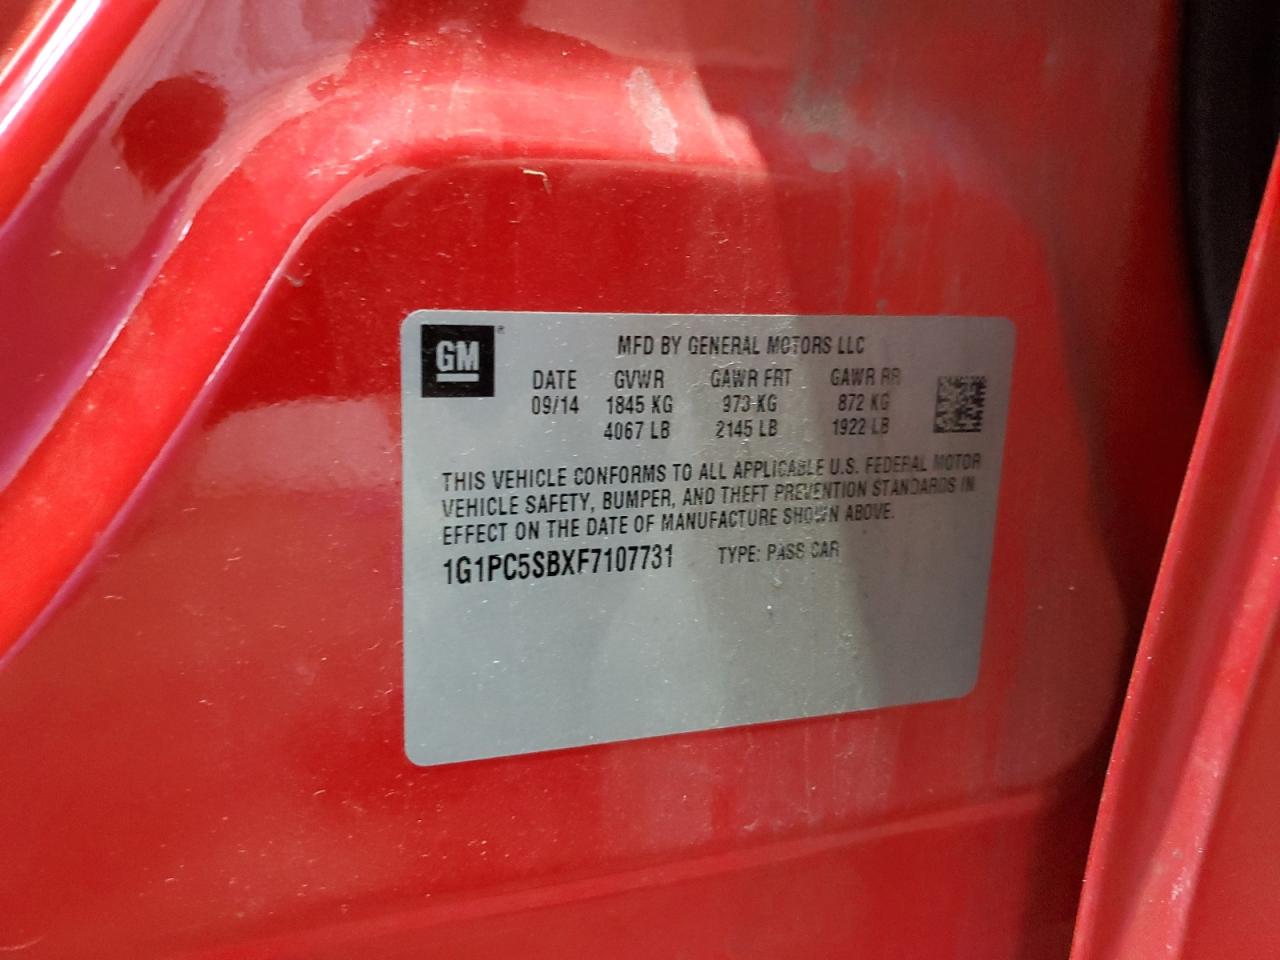 GM®
MFD BY GENERAL MOTORS LLC
DATE GVWR GAWR FRT GAWR RR
09/14 1845 KG 973 KG 872 KG
4067 LB 2145 LB 1922 LB
THIS VEHICLE CONFORMS TO ALL APPLICABLE U.S. FEDERAL MOTOR
VEHICLE SAFETY, BUMPER, AND THEFT PREVENTION STANDARDS IN
EFFECT ON THE DATE OF MANUFACTURE SHOWN ABOVE.
1G1PC5SBXF7107731 TYPE: PASS CAR